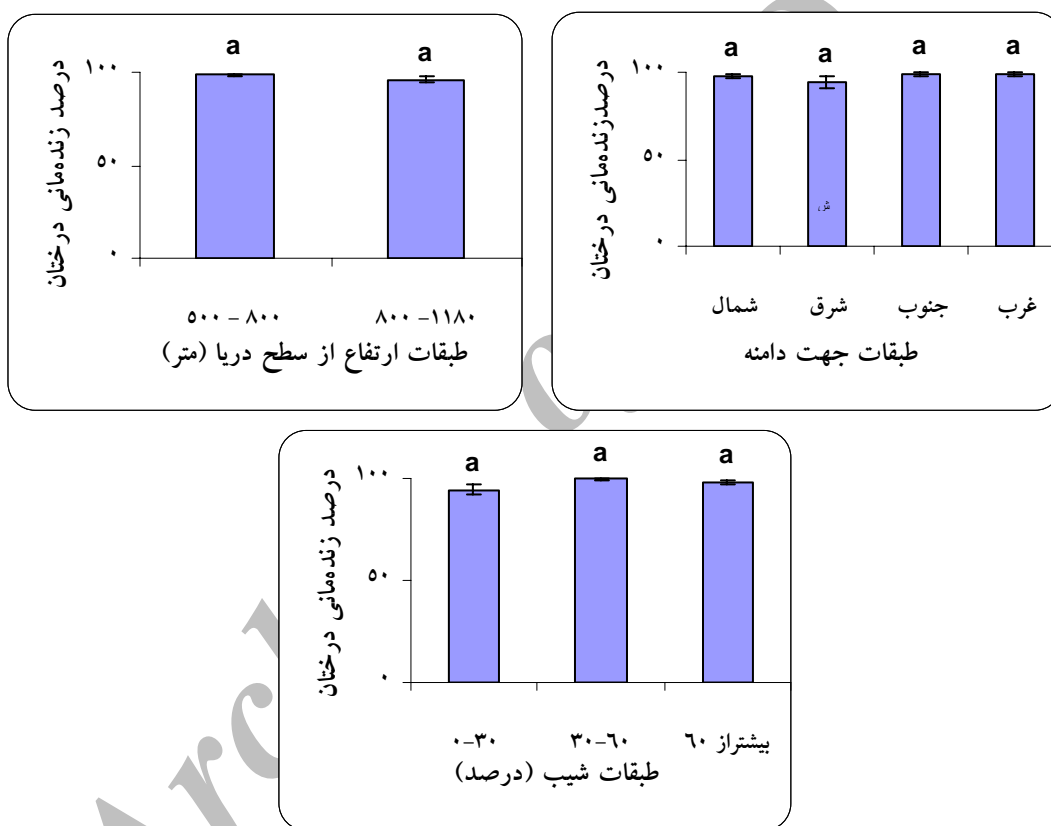 a a
درصد زنده‌مانی درختان
۱۰۰
۵۰
۰
۵۰۰ – ۸۰۰ ۸۰۰ –۱۱۸۰
طبقات ارتفاع از سطح دریا (متر)
a a a a
درصدزنده‌مانی درختان
۱۰۰
۵۰
۰
ش
شمال شرق جنوب غرب
طبقات جهت دامنه
a a a
درصد زنده‌مانی درختان
۱۰۰
۵۰
۰
۰-۳۰ ۳۰-۶۰ بیشتراز ۶۰
طبقات شیب (درصد)